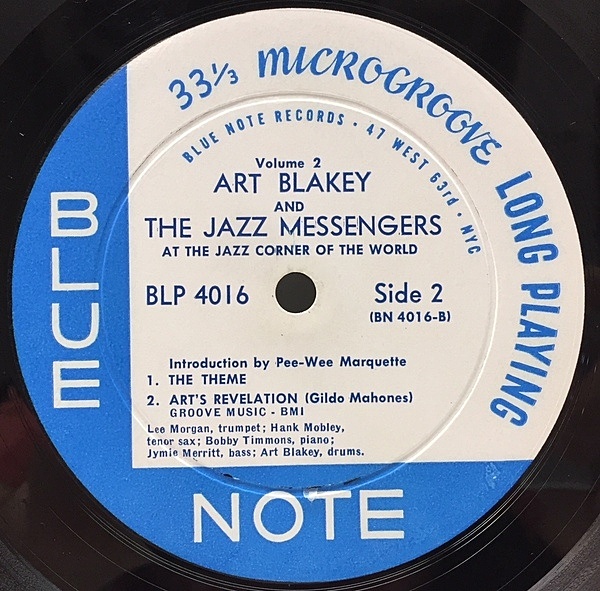 33⅓ MICROGROOVE LONG PLAYING
BLUE NOTE RECORDS • 47 WEST 63rd • NYC
Volume 2
ART BLAKEY
AND
THE JAZZ MESSENGERS
AT THE JAZZ CORNER OF THE WORLD
BLP 4016
Side 2
(BN 4016-B)
Introduction by Pee-Wee Marquette
1. THE THEME
2. ART'S REVELATION (Gildo Mahones)
GROOVE MUSIC - BMI
Lee Morgan, trumpet; Hank Mobley,
tenor sax; Bobby Timmons, piano;
Jymie Merritt, bass; Art Blakey, drums.
BLUE
NOTE